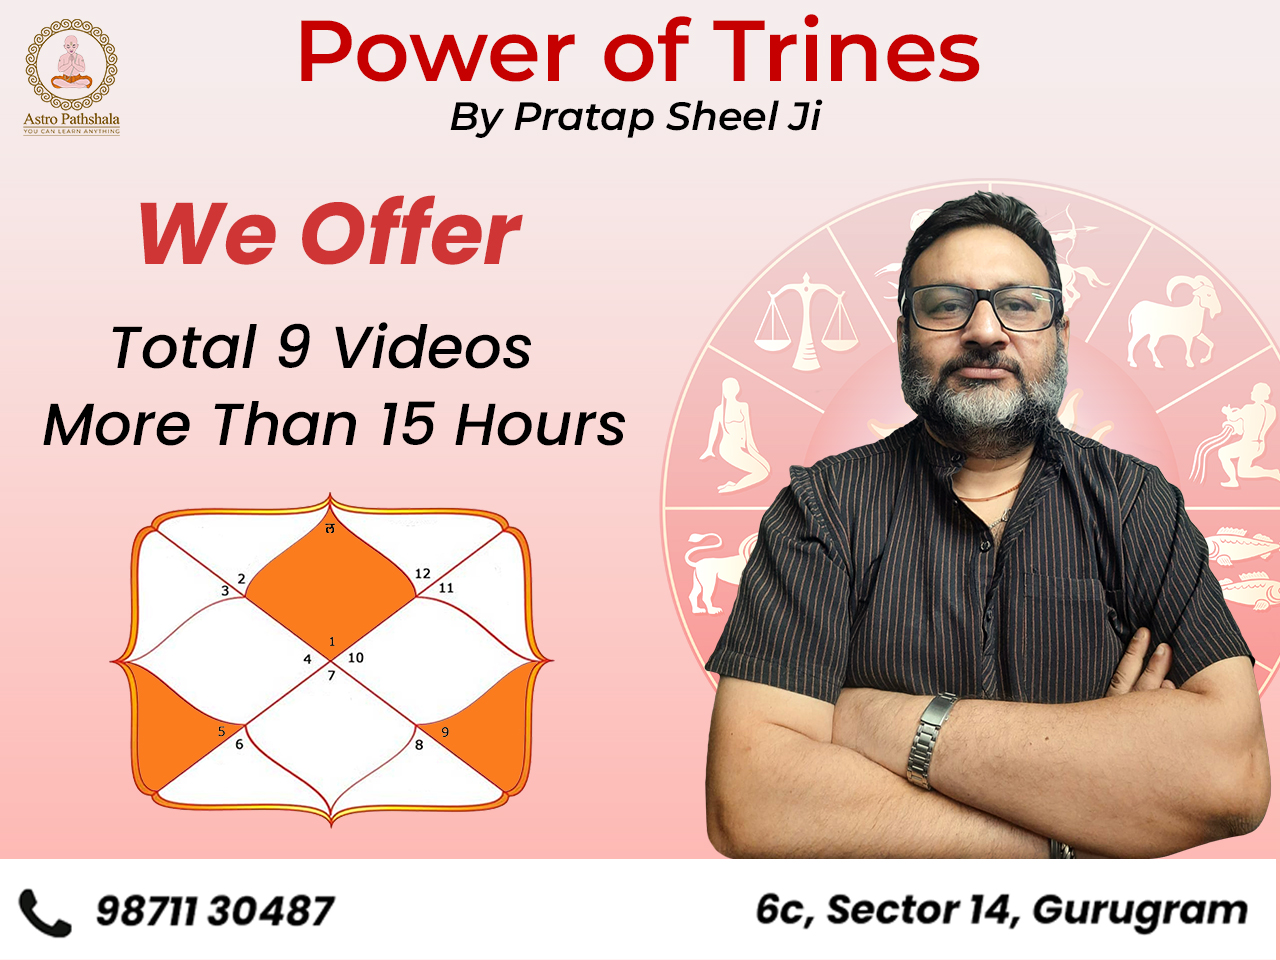 Power of Trines
By Pratap Sheel Ji
Astro Pathshala
YOU CAN LEARN ANYTHING
We Offer
Total 9 Videos
More Than 15 Hours
ल
2
12
3
11
1
4
10
7
5
9
6
8
98711 30487
6c, Sector 14, Gurugram